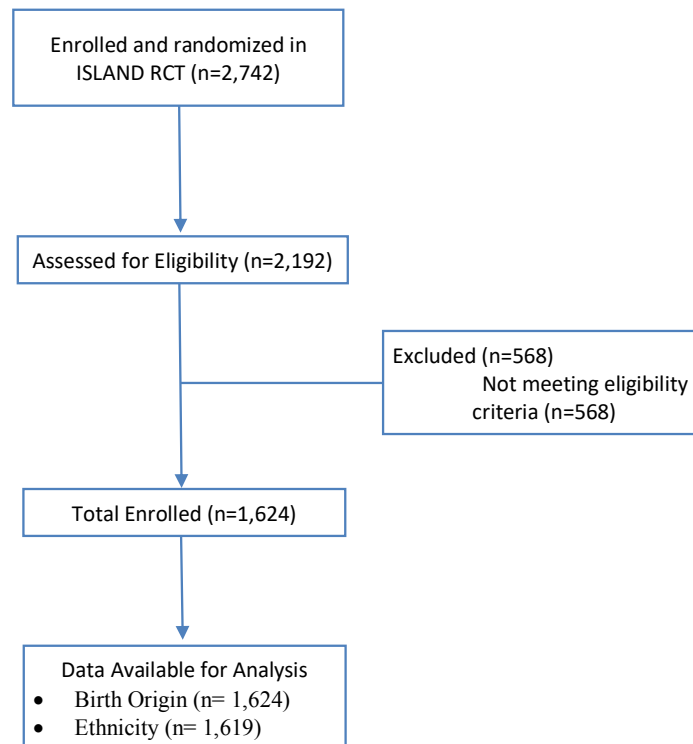 Enrolled and randomized in
ISLAND RCT (n=2,742)
Assessed for Eligibility (n=2,192)
Excluded (n=568)
Not meeting eligibility
criteria (n=568)
Total Enrolled (n=1,624)
Data Available for Analysis
• Birth Origin (n= 1,624)
• Ethnicity (n= 1,619)